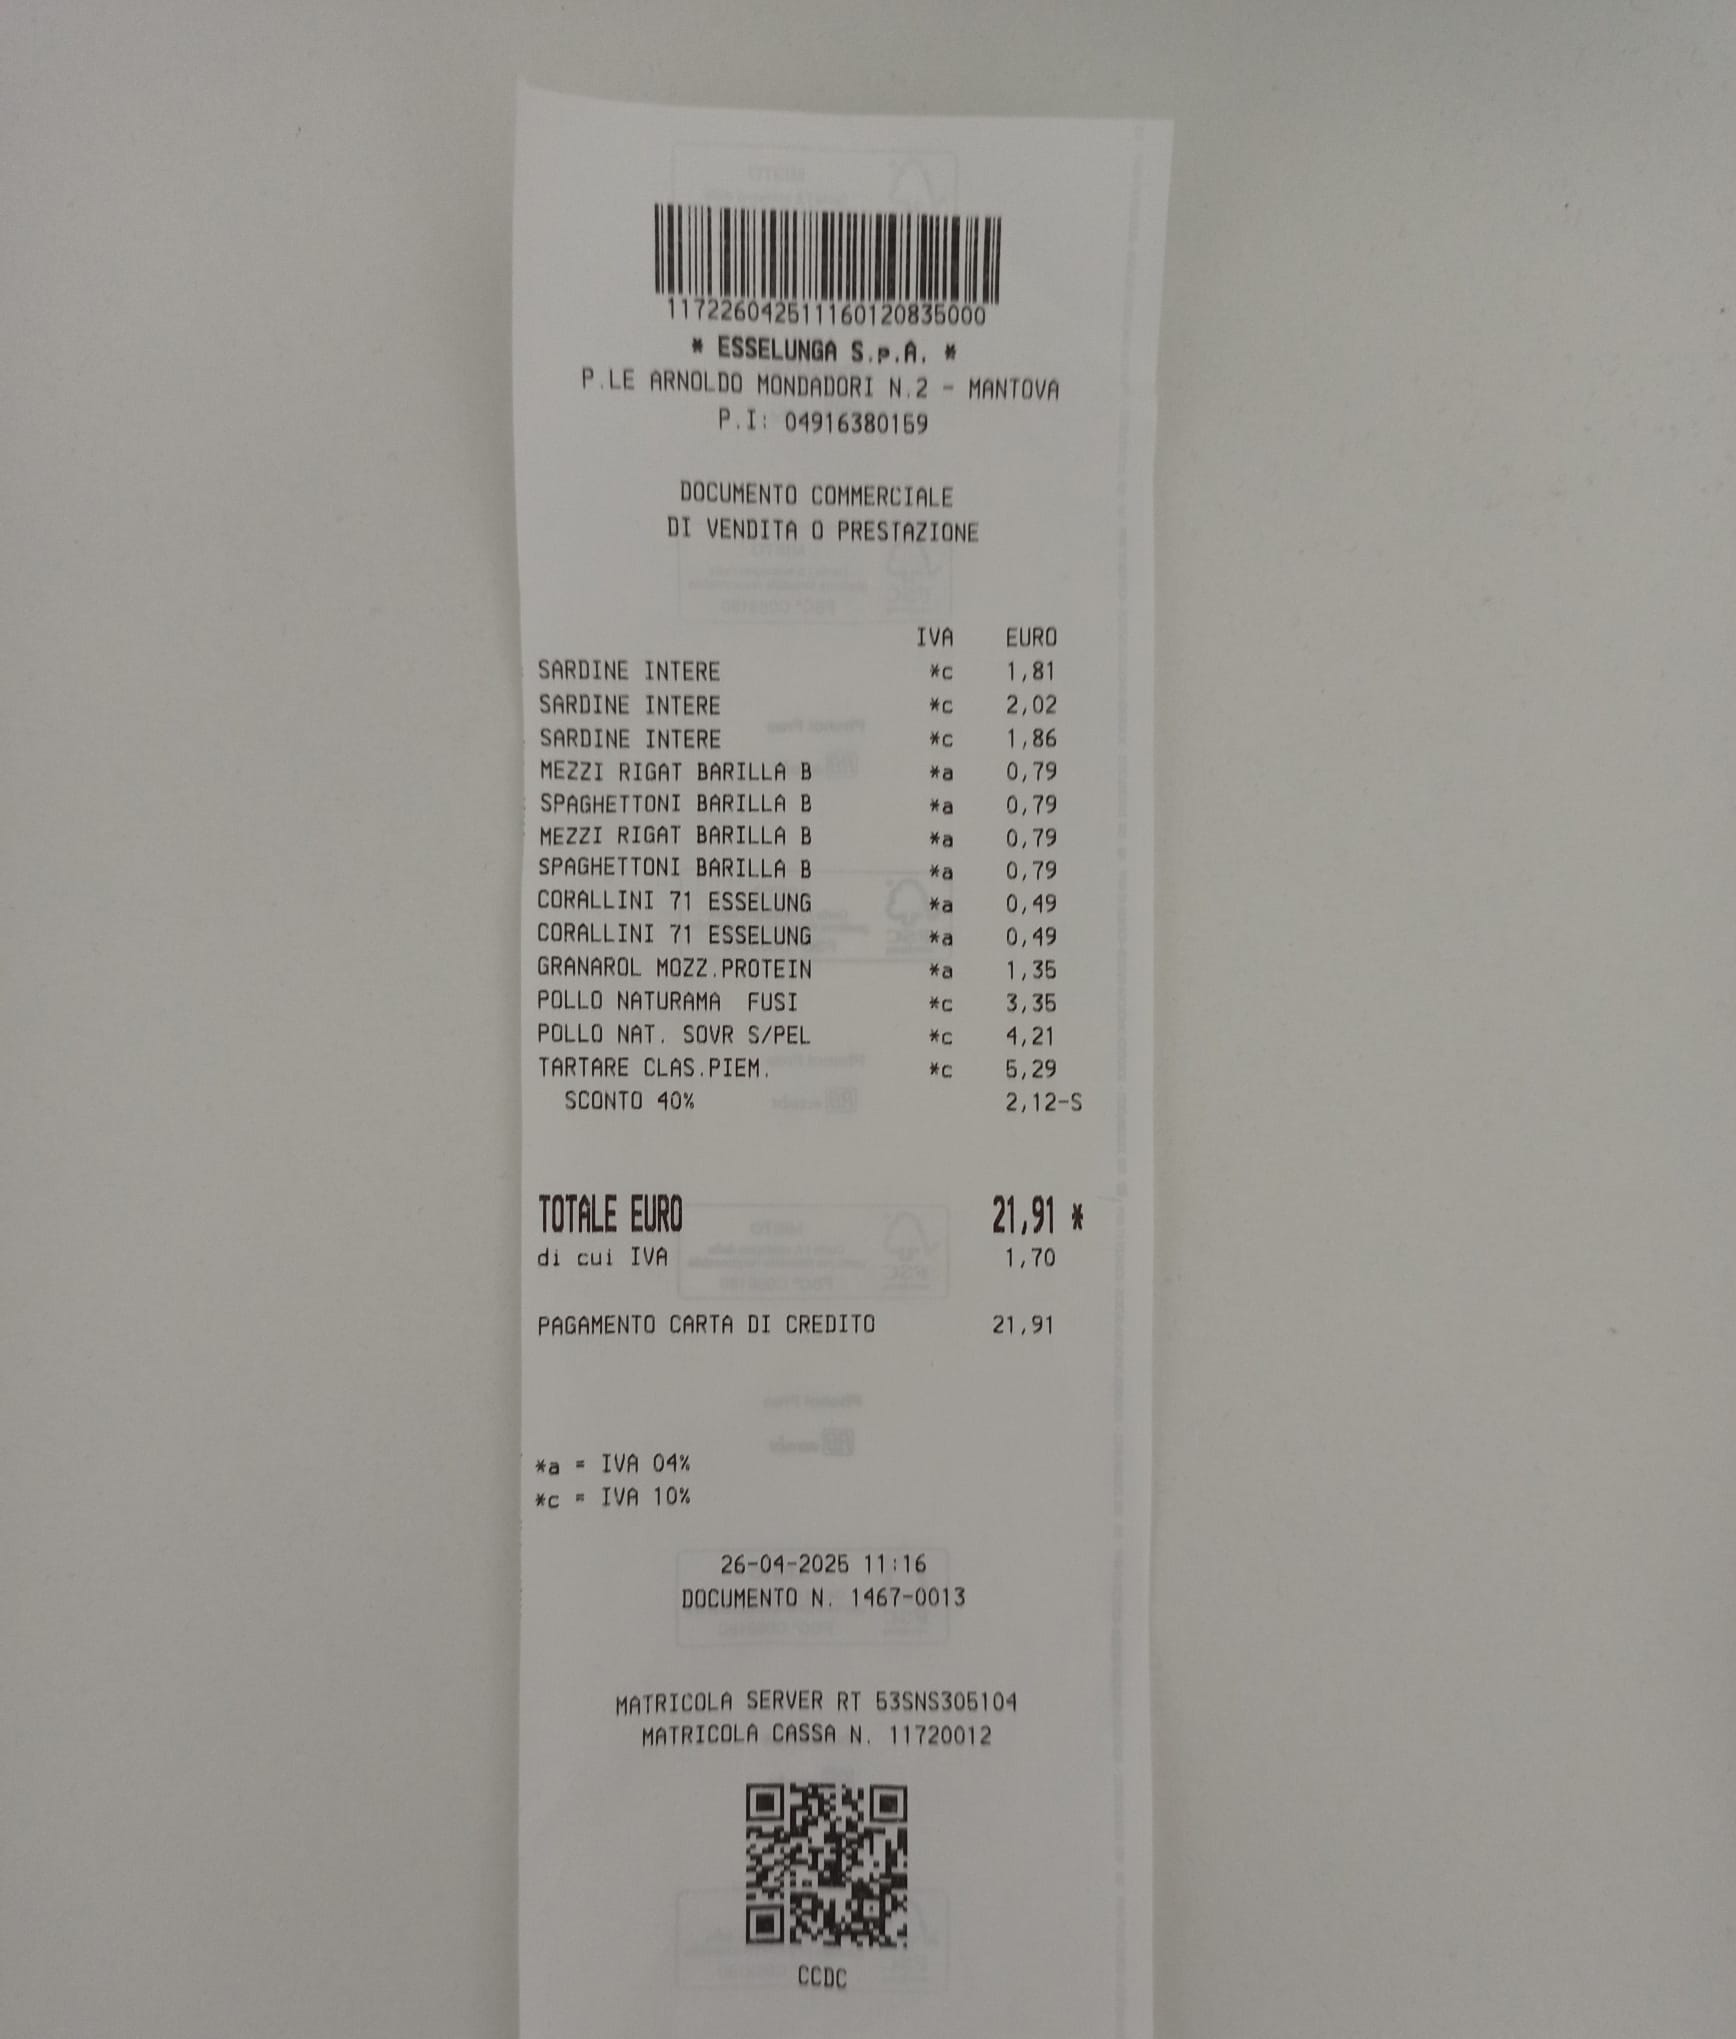 117226042511160120835000
* ESSELUNGA S.p.A. *
P.LE ARNOLDO MONDADORI N.2 - MANTOVA
P.I: 04916380159
DOCUMENTO COMMERCIALE
DI VENDITA O PRESTAZIONE
IVA EURO
SARDINE INTERE *c 1,81
SARDINE INTERE *c 2,02
SARDINE INTERE *c 1,86
MEZZI RIGAT BARILLA B *a 0,79
SPAGHETTONI BARILLA B *a 0,79
MEZZI RIGAT BARILLA B *a 0,79
SPAGHETTONI BARILLA B *a 0,79
CORALLINI 71 ESSELUNG *a 0,49
CORALLINI 71 ESSELUNG *a 0,49
GRANAROL MOZZ.PROTEIN *a 1,35
POLLO NATURAMA FUSI *c 3,35
POLLO NAT. SOVR S/PEL *c 4,21
TARTARE CLAS.PIEM. *c 5,29
SCONTO 40% 2,12-S
TOTALE EURO 21,91 *
di cui IVA 1,70
PAGAMENTO CARTA DI CREDITO 21,91
*a = IVA 04%
*c = IVA 10%
26-04-2025 11:16
DOCUMENTO N. 1467-0013
MATRICOLA SERVER RT 53SNS305104
MATRICOLA CASSA N. 11720012
CCDC